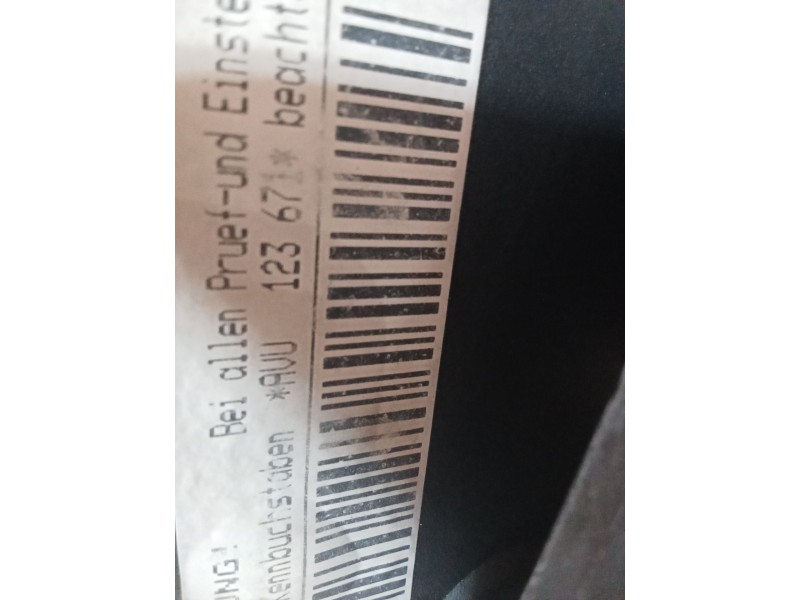 UNG!
Bei allen Pruef-und Einste
Kennbuchstaben *AVU 123 671* beacht